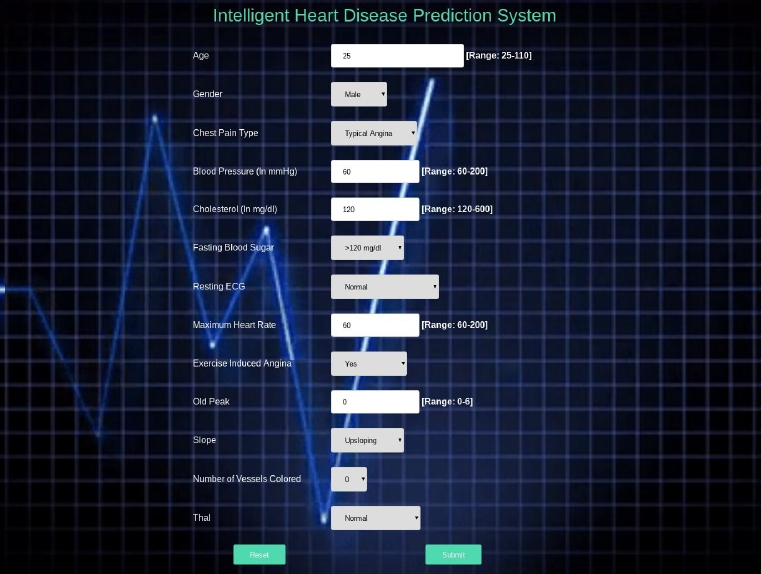 Intelligent Heart Disease Prediction System
Age 25 [Range: 25-110]
Gender Male
Chest Pain Type Typical Angina
Blood Pressure (In mmHg) 60 [Range: 60-200]
Cholesterol (In mg/dl) 120 [Range: 120-600]
Fasting Blood Sugar >120 mg/dl
Resting ECG Normal
Maximum Heart Rate 60 [Range: 60-200]
Exercise Induced Angina Yes
Old Peak 0 [Range: 0-6]
Slope Upsloping
Number of Vessels Colored 0
Thal Normal
Reset Submit